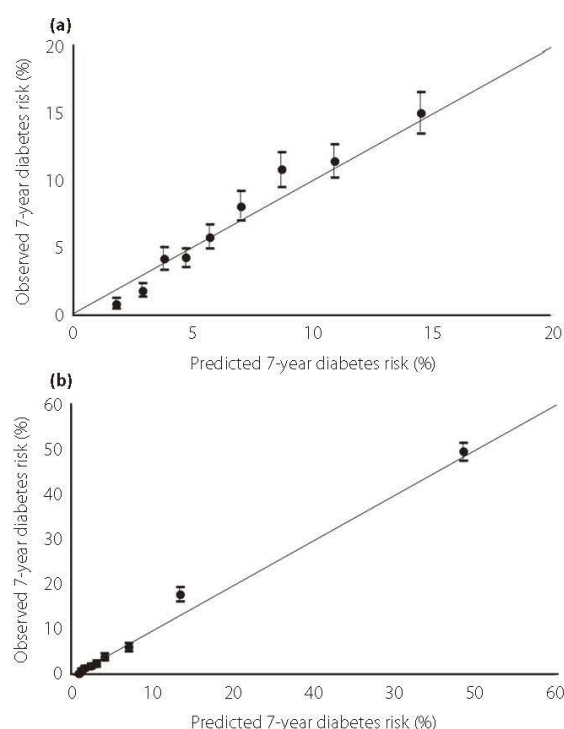 (a)
20
15
10
5
0
0 5 10 15 20
Observed 7-year diabetes risk (%)
Predicted 7-year diabetes risk (%)
(b)
60
50
40
30
20
10
0
0 10 20 40 30 50 60
Observed 7-year diabetes risk (%)
Predicted 7-year diabetes risk (%)